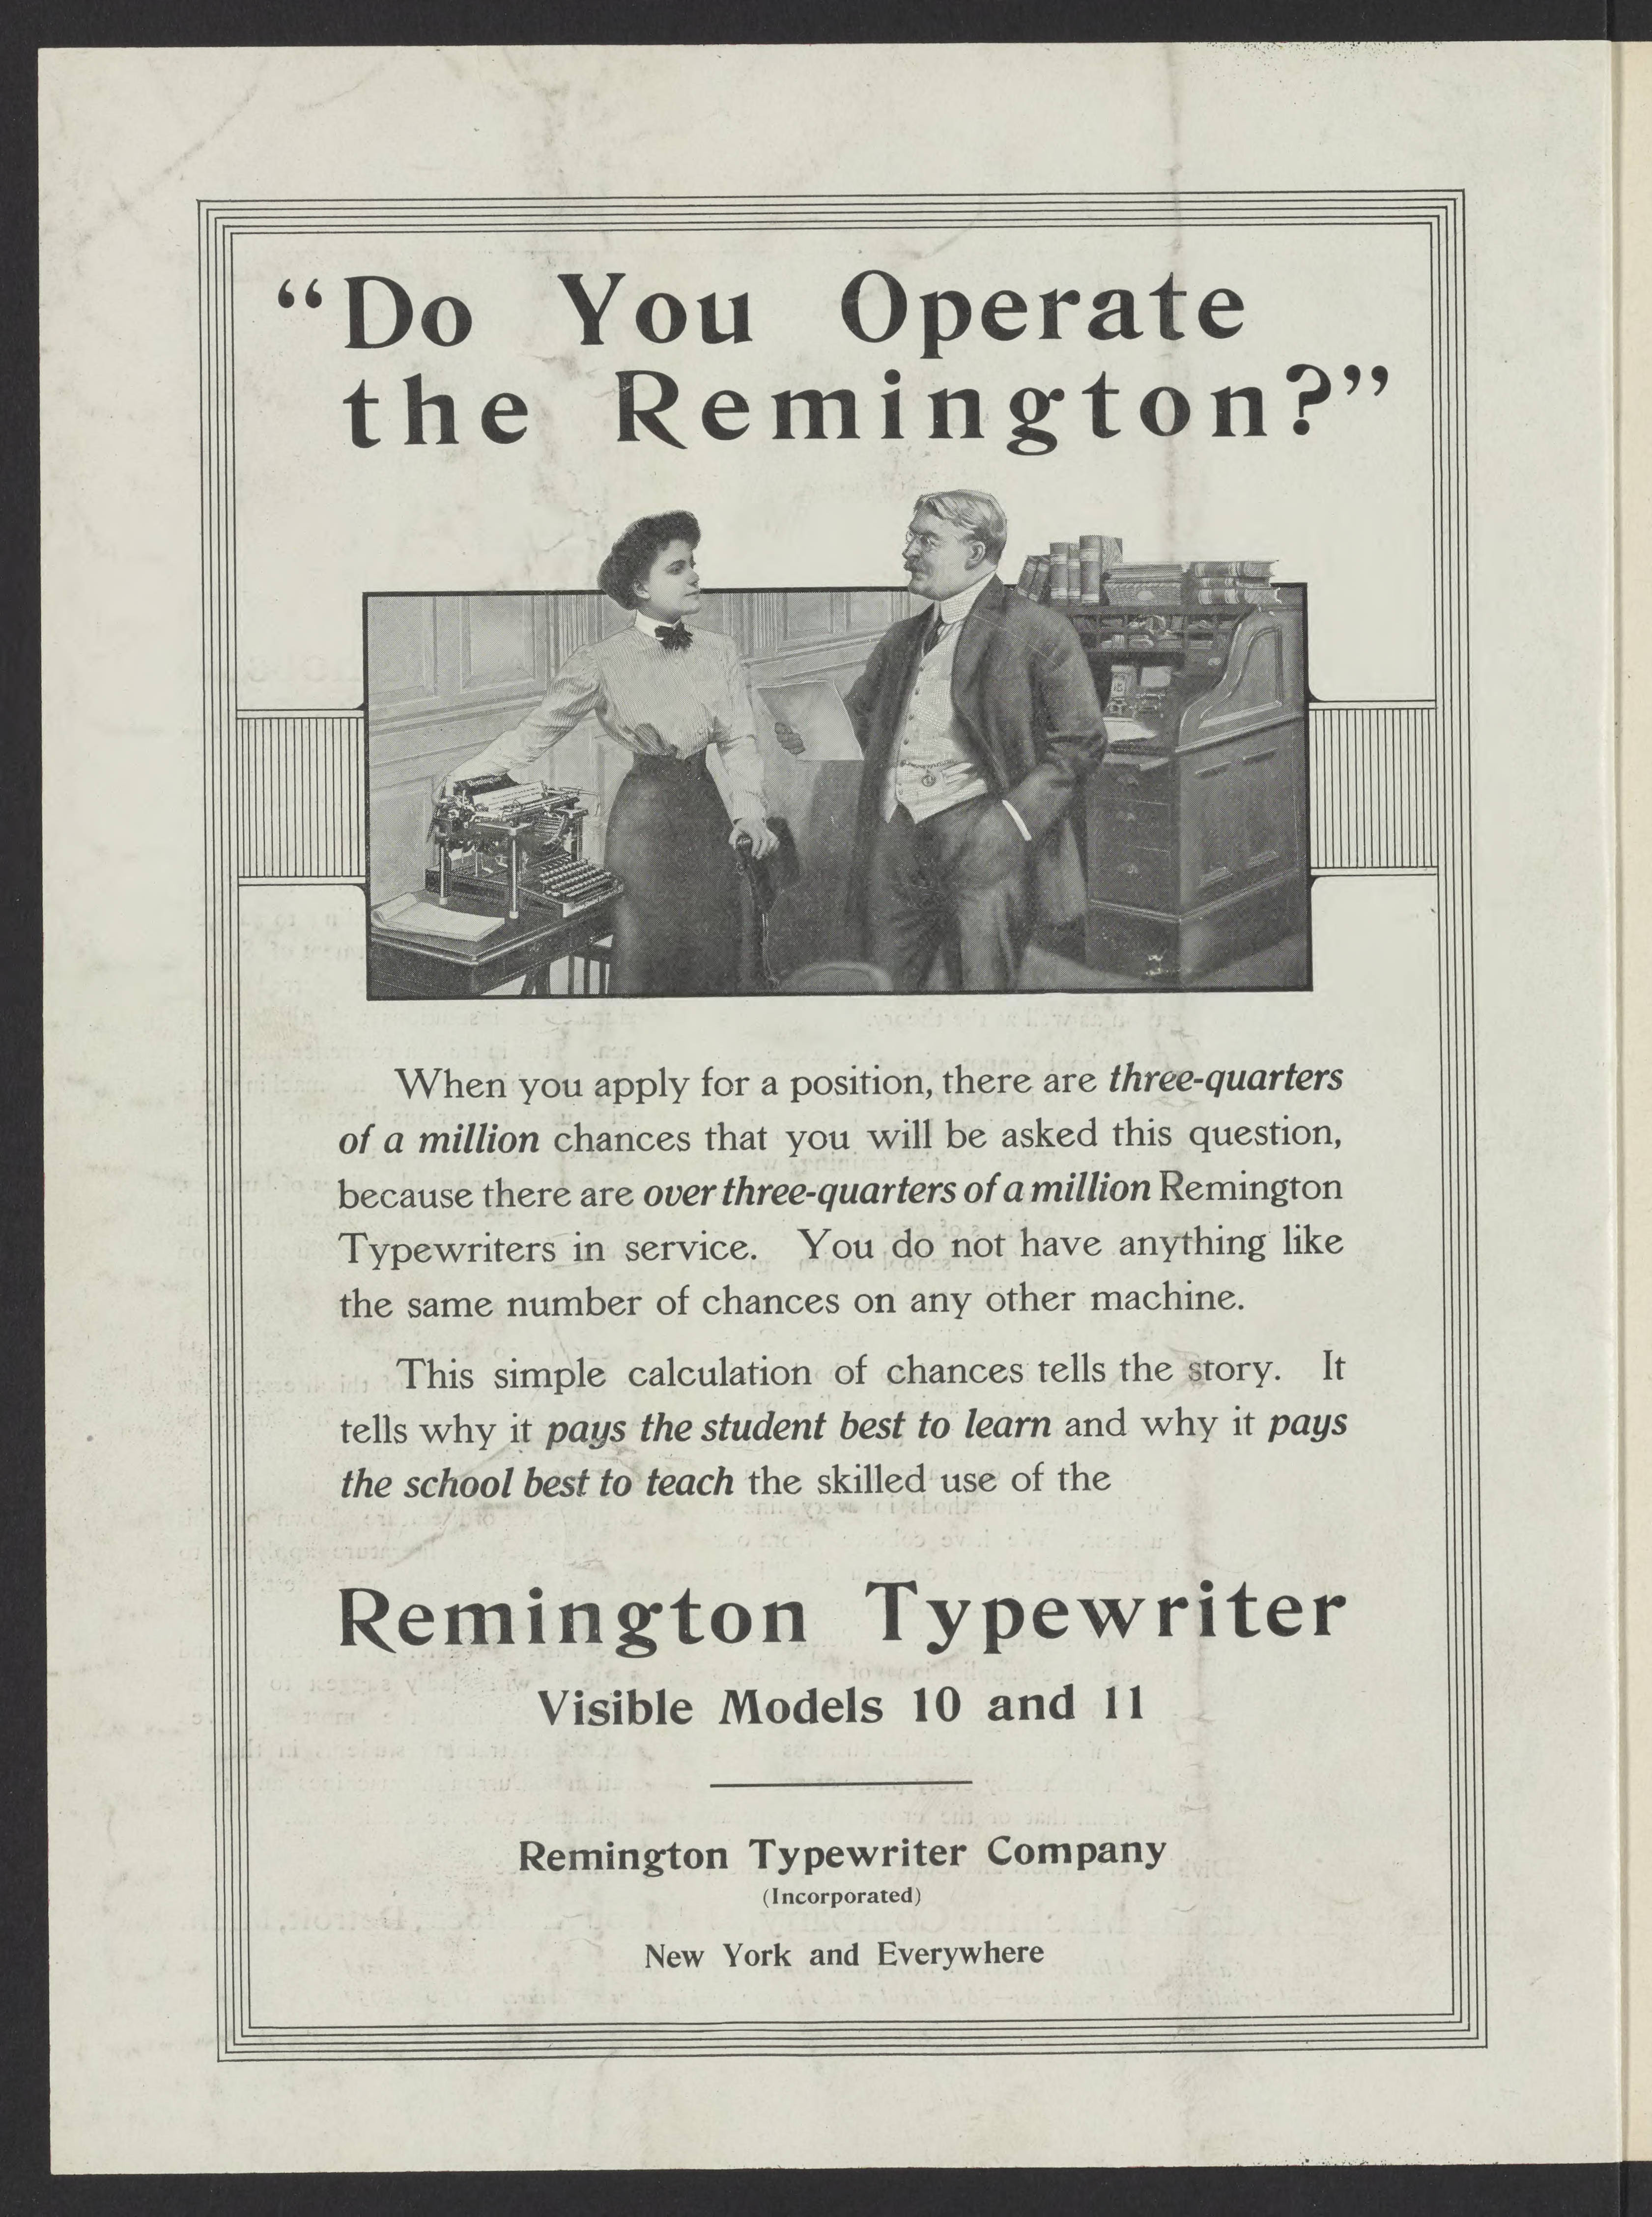 “Do You Operate
the Remington?”
Remington
When you apply for a position, there are three-quarters
of a million chances that you will be asked this question,
because there are over three-quarters of a million Remington
Typewriters in service. You do not have anything like
the same number of chances on any other machine.
This simple calculation of chances tells the story. It
tells why it pays the student best to learn and why it pays
the school best to teach the skilled use of the
Remington Typewriter
Visible Models 10 and 11
Remington Typewriter Company
(Incorporated)
New York and Everywhere